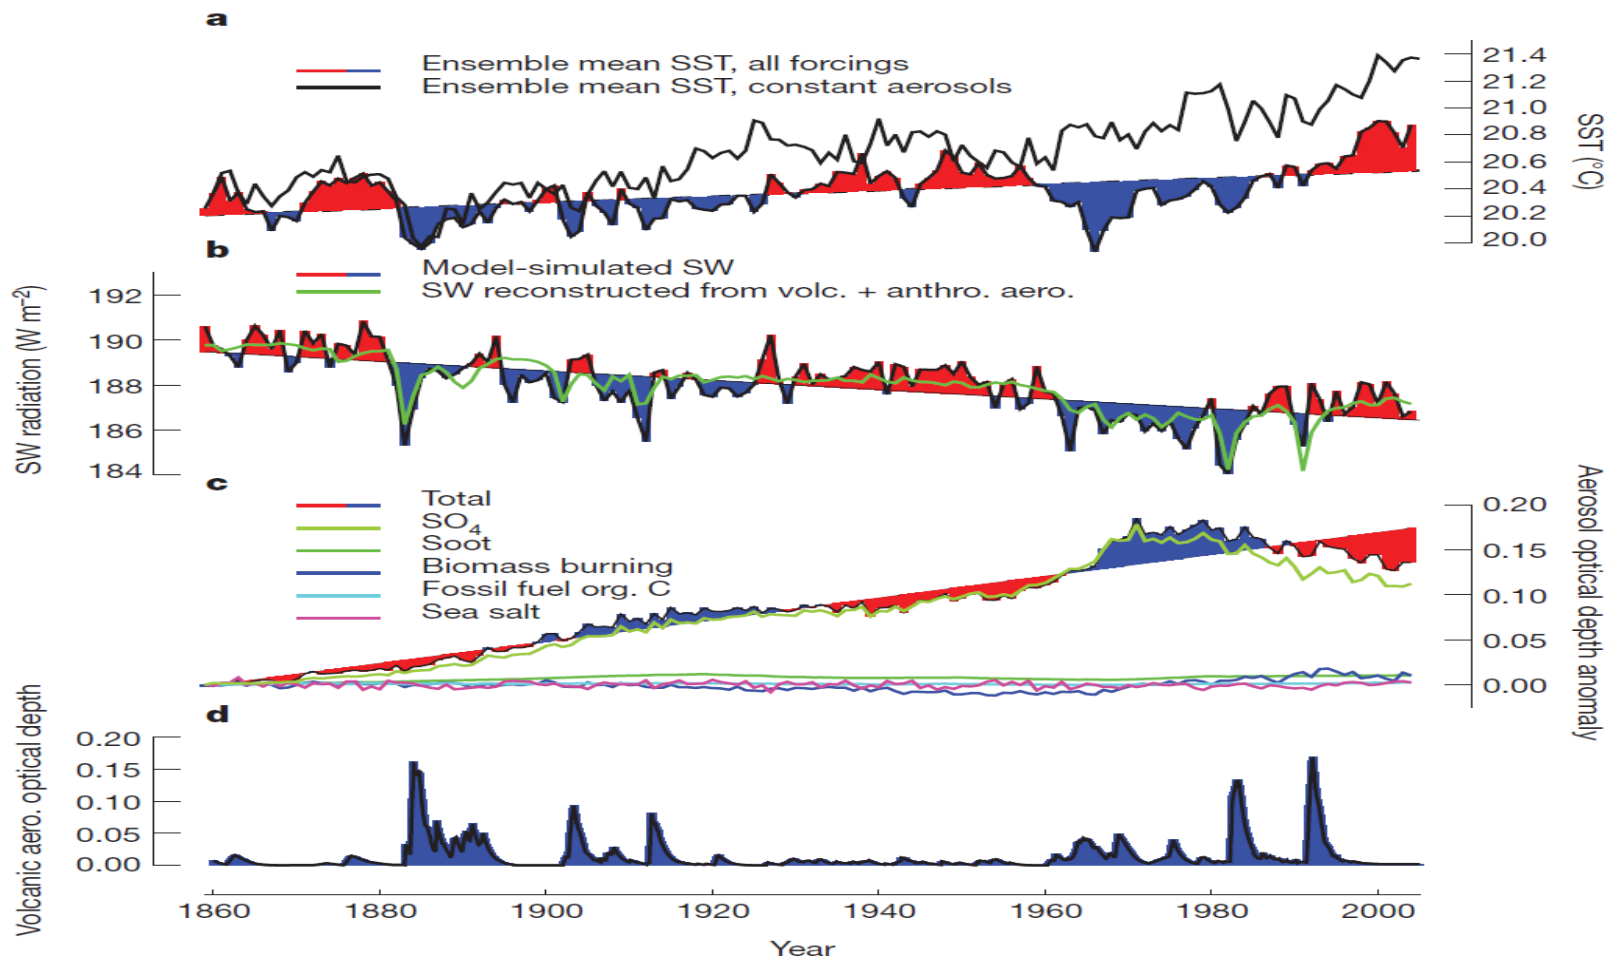 a
Ensemble mean SST, all forcings
Ensemble mean SST, constant aerosols
21.4
21.2
21.0
20.8
20.6
20.4
20.2
20.0
SST (°C)
b
Model-simulated SW
SW reconstructed from volc. + anthro. aero.
192
190
188
186
184
SW radiation (W m⁻²)
c
Total
SO₄
Soot
Biomass burning
Fossil fuel org. C
Sea salt
0.20
0.15
0.10
0.05
0.00
Aerosol optical depth anomaly
d
0.20
0.15
0.10
0.05
0.00
Volcanic aero. optical depth
1860 1880 1900 1920 1940 1960 1980 2000
Year